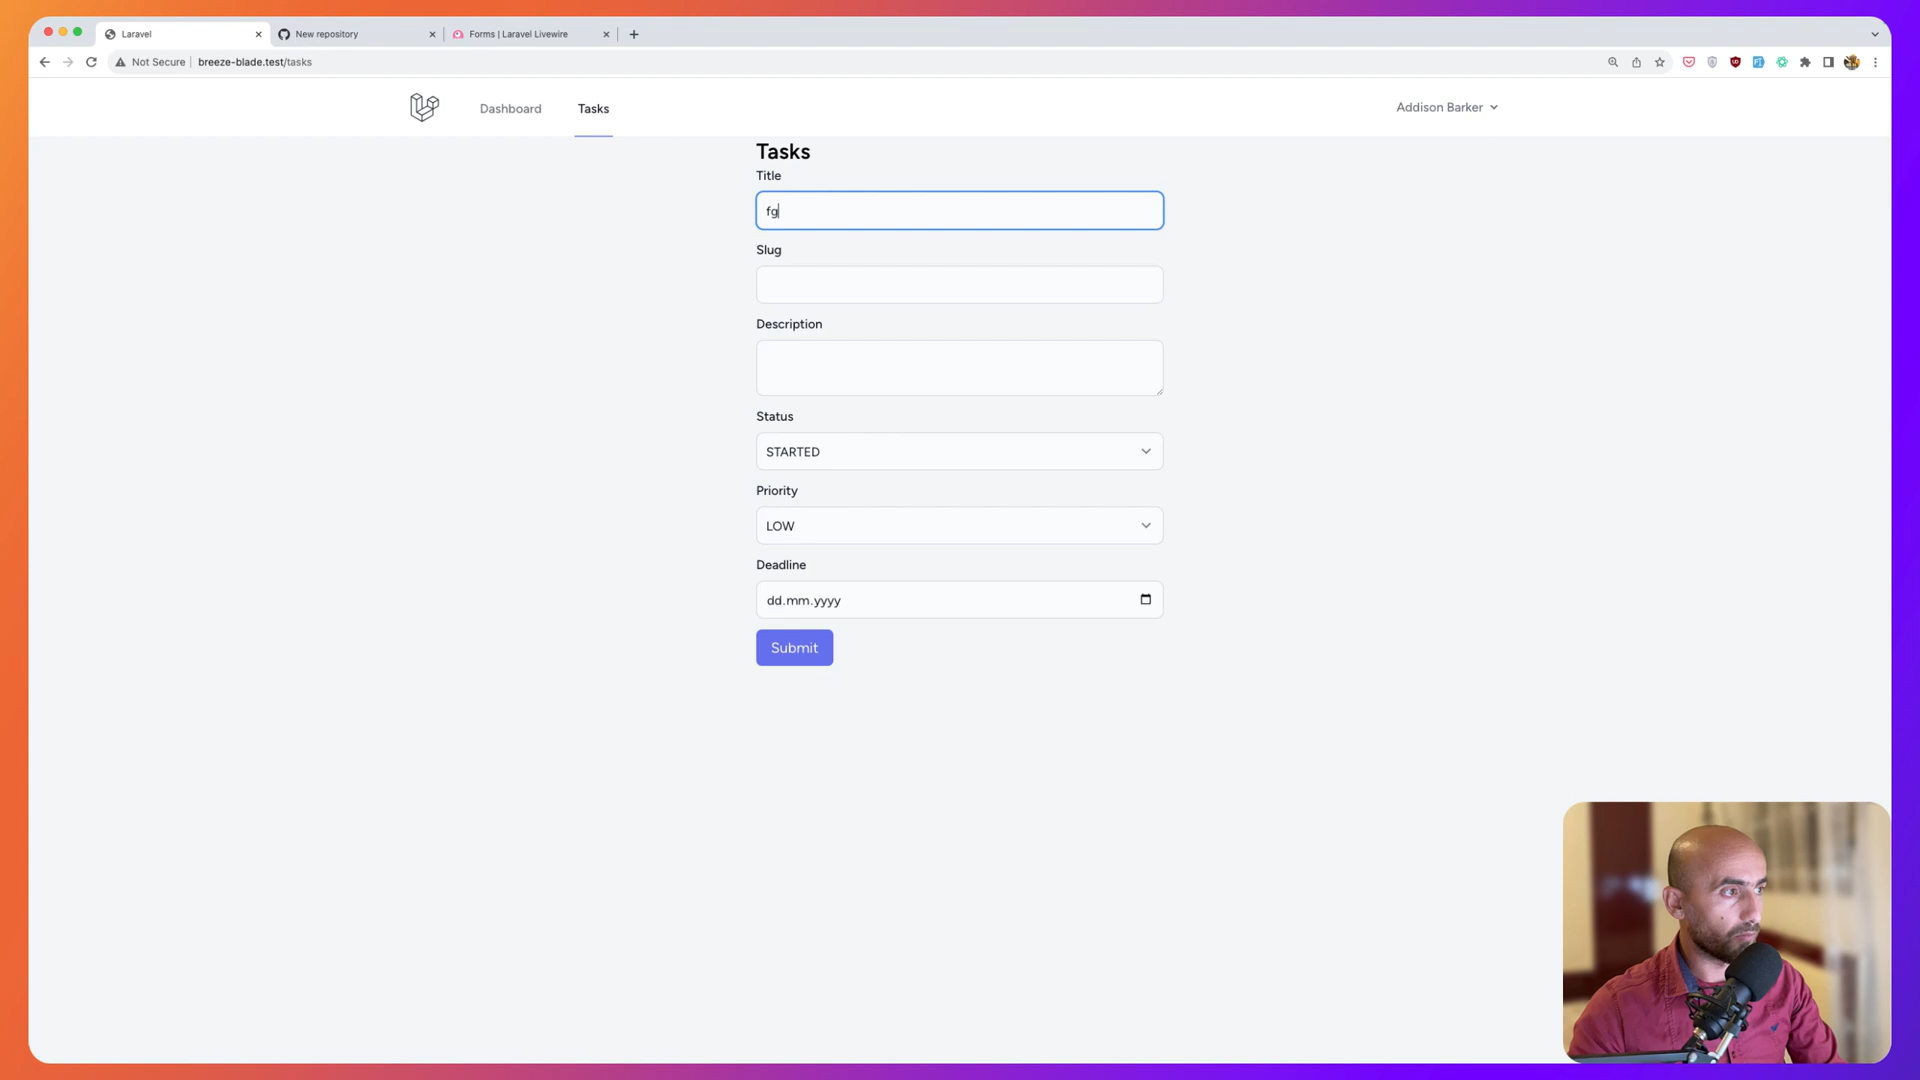 Laravel
New repository
Forms | Laravel Livewire
Not Secure
breeze-blade.test/tasks
Dashboard
Tasks
Addison Barker
Tasks
Title
fg
Slug
Description
Status
STARTED
Priority
LOW
Deadline
dd.mm.yyyy
Submit